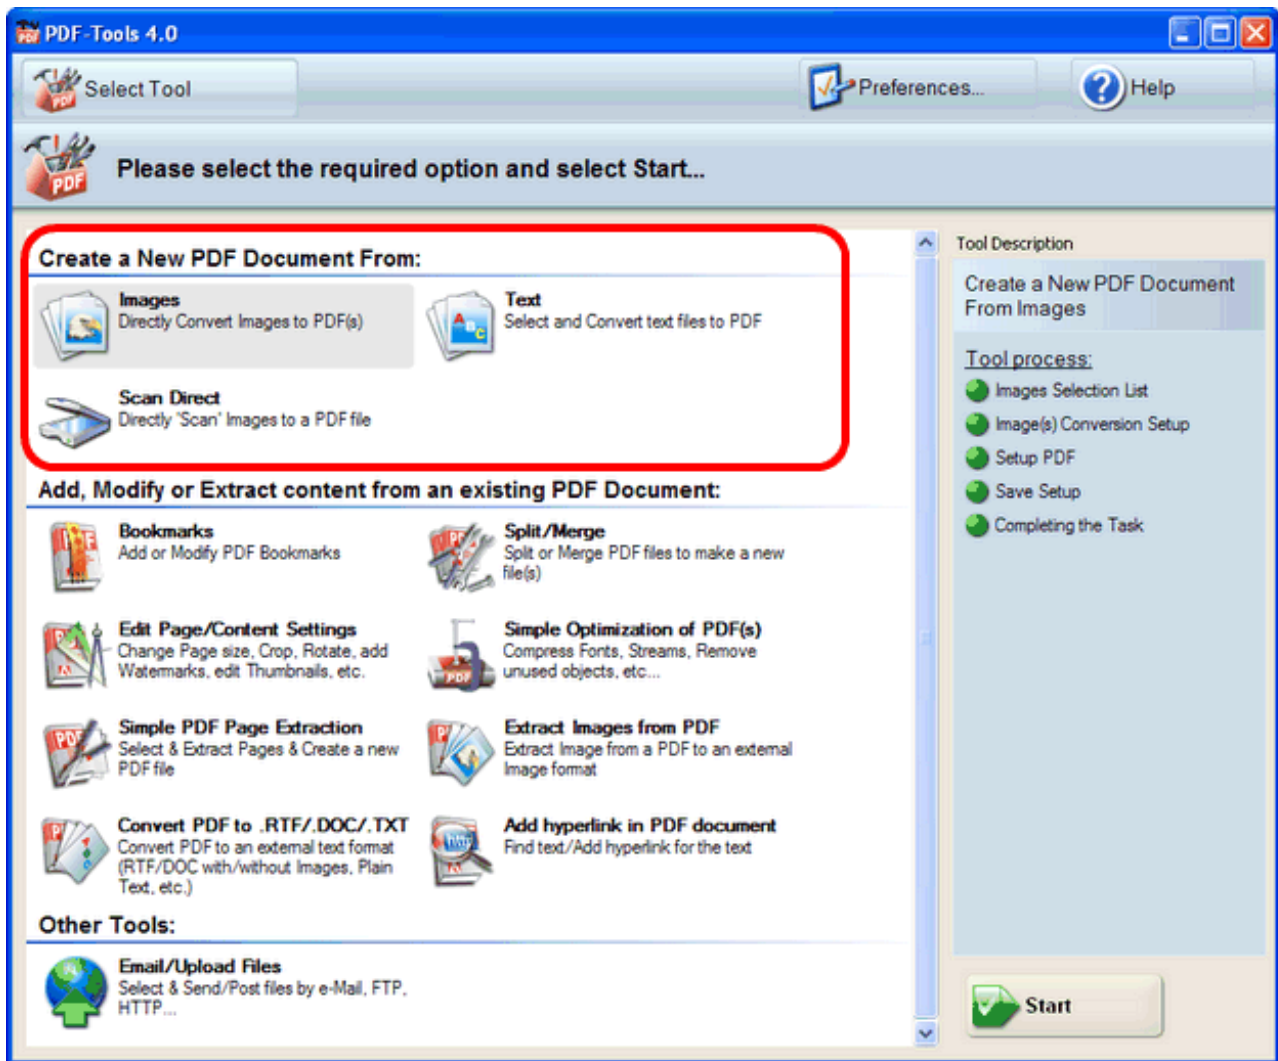 PDF-Tools 4.0
Select Tool
Preferences...
Help
Please select the required option and select Start...
Create a New PDF Document From:
Images
Directly Convert Images to PDF(s)
Text
Select and Convert text files to PDF
Scan Direct
Directly 'Scan' Images to a PDF file
Add, Modify or Extract content from an existing PDF Document:
Bookmarks
Add or Modify PDF Bookmarks
Split/Merge
Split or Merge PDF files to make a new
file(s)
Edit Page/Content Settings
Change Page size, Crop, Rotate, add
Watermarks, edit Thumbnails, etc.
Simple Optimization of PDF(s)
Compress Fonts, Streams, Remove
unused objects, etc...
Simple PDF Page Extraction
Select & Extract Pages & Create a new
PDF file
Extract Images from PDF
Extract Image from a PDF to an external
Image format
Convert PDF to .RTF/.DOC/.TXT
Convert PDF to an external text format
(RTF/DOC with/without Images, Plain
Text, etc.)
Add hyperlink in PDF document
Find text/Add hyperlink for the text
Other Tools:
Email/Upload Files
Select & Send/Post files by e-Mail, FTP,
HTTP...
Tool Description
Create a New PDF Document
From Images
Tool process:
Images Selection List
Image(s) Conversion Setup
Setup PDF
Save Setup
Completing the Task
Start